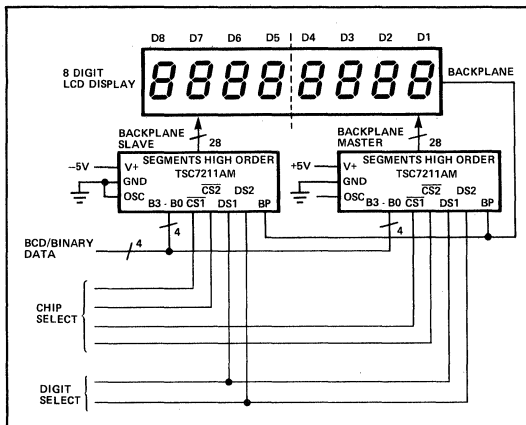 D8 D7 D6 D5 D4 D3 D2 D1
8 DIGIT
LCD DISPLAY
BACKPLANE
BACKPLANE
SLAVE
28
BACKPLANE
MASTER
28
–5V
V+
GND
OSC
SEGMENTS HIGH ORDER
TSC7211AM
CS2 DS2
B3 - B0 CS1 DS1 BP
+5V
V+
GND
OSC
SEGMENTS HIGH ORDER
TSC7211AM
CS2 DS2
B3 - B0 CS1 DS1 BP
BCD/BINARY
DATA
4
4
4
CHIP
SELECT
DIGIT
SELECT